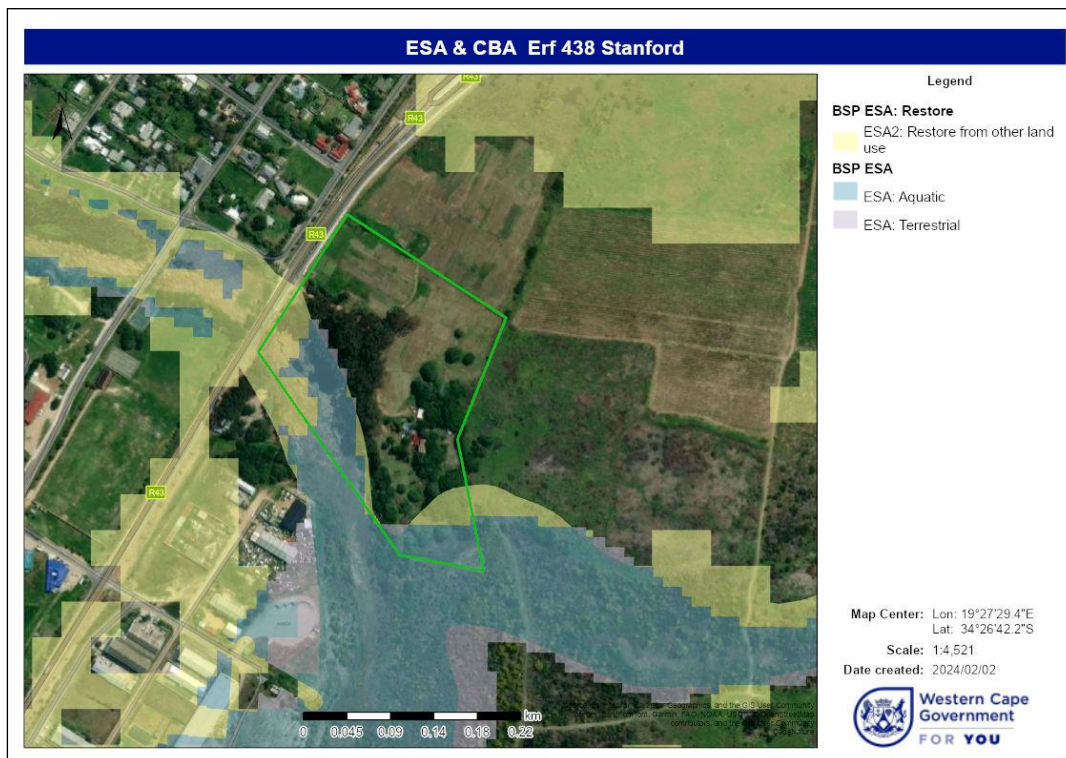 ESA & CBA Erf 438 Stanford
N
R43
R43
R43
R43
Legend
BSP ESA: Restore
ESA2: Restore from other land
use
BSP ESA
ESA: Aquatic
ESA: Terrestrial
km
0 0.045 0.09 0.14 0.18 0.22
Map Center: Lon: 19°27'29.4"E
Lat: 34°26'42.2"S
Scale: 1:4,521
Date created: 2024/02/02
Western Cape
Government
FOR YOU